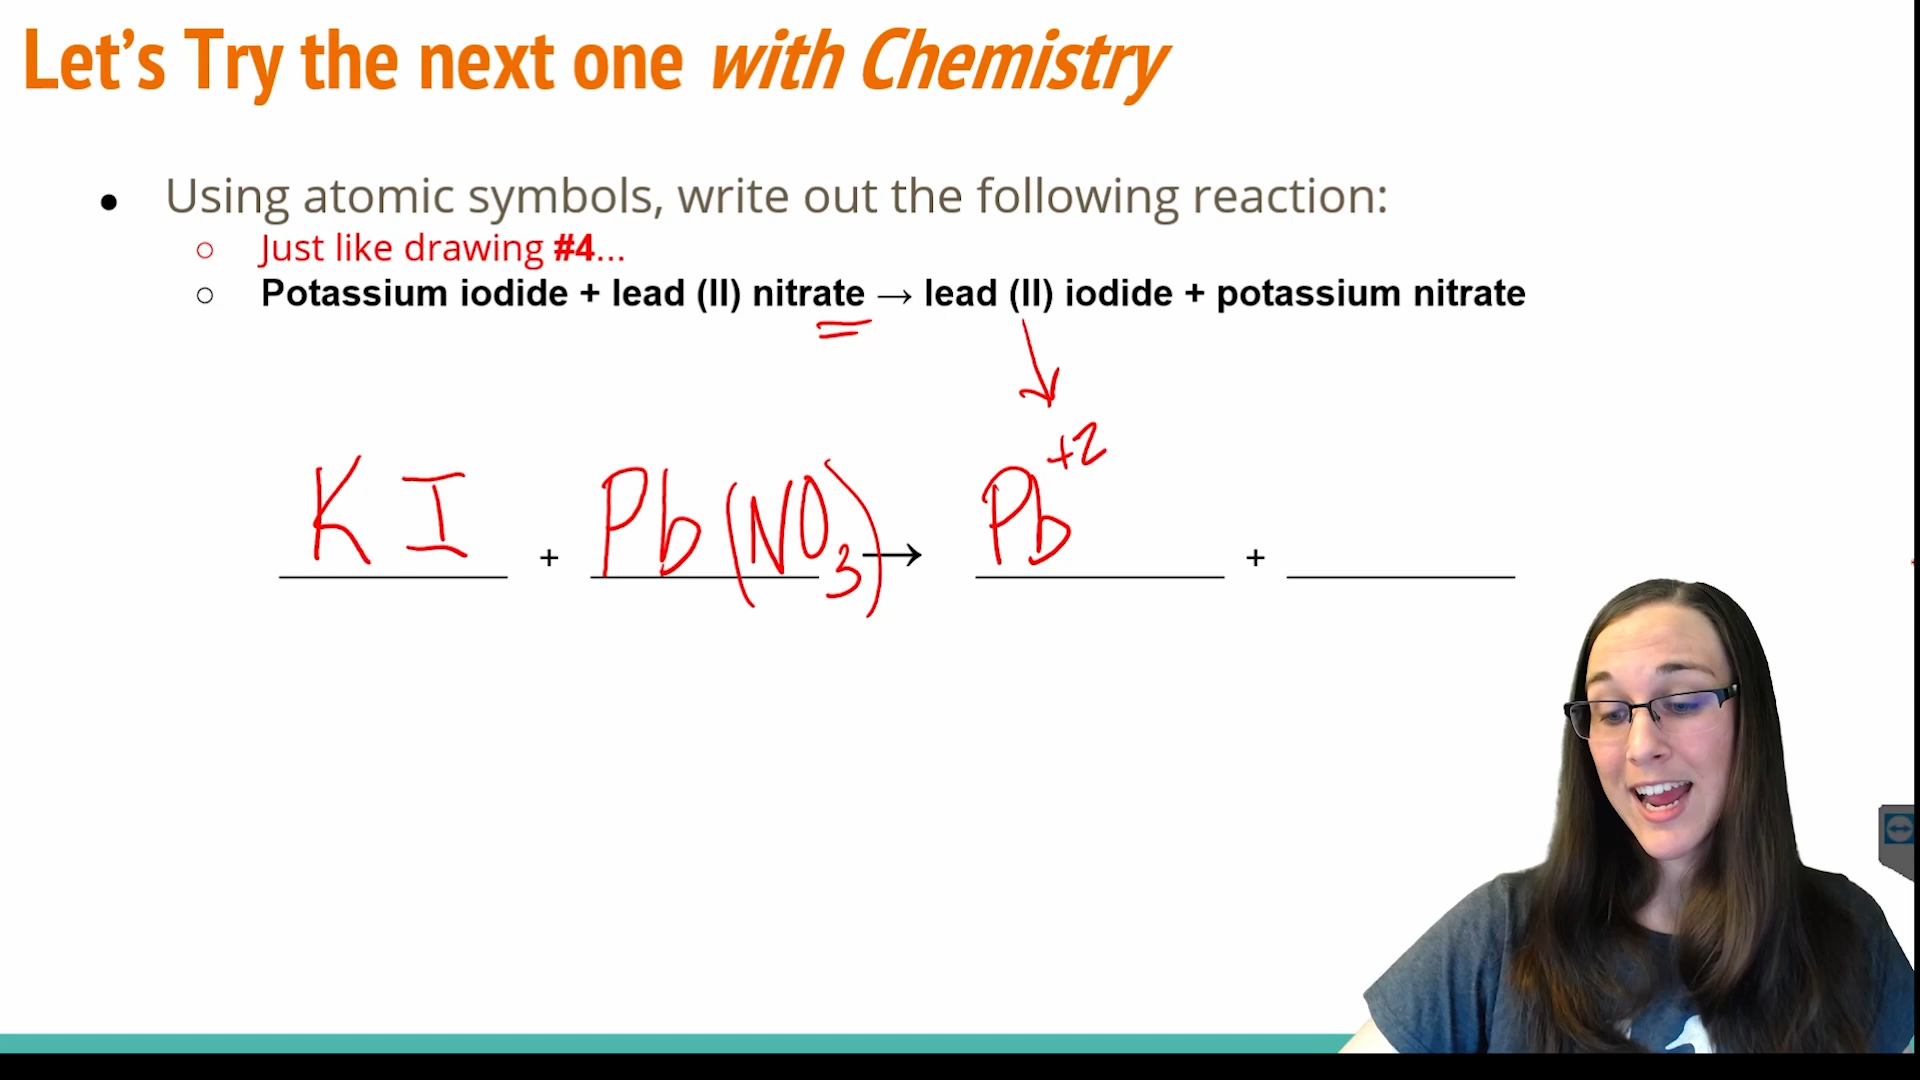 Let's Try the next one with Chemistry
● Using atomic symbols, write out the following reaction:
○ Just like drawing #4...
○ Potassium iodide + lead (II) nitrate → lead (II) iodide + potassium nitrate
K I + Pb(NO₃) → Pb⁺² +